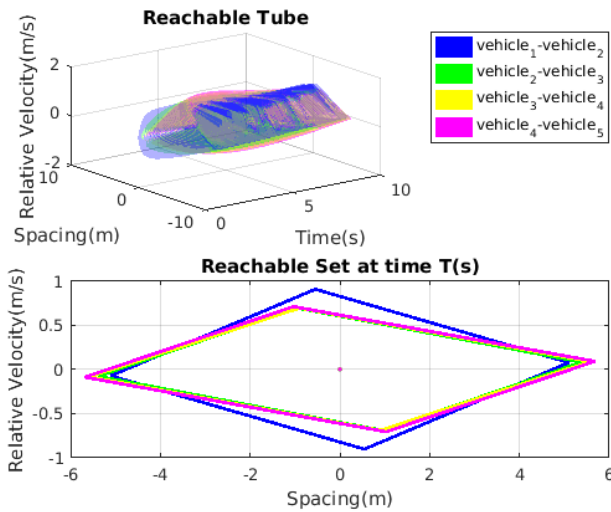 Reachable Tube
2
0
-2
Relative Velocity(m/s)
10
0
-10
Spacing(m)
0
5
10
Time(s)
vehicle₁-vehicle₂
vehicle₂-vehicle₃
vehicle₃-vehicle₄
vehicle₄-vehicle₅
Reachable Set at time T(s)
1
0.5
0
-0.5
-1
Relative Velocity(m/s)
-6 -4 -2 0 2 4 6
Spacing(m)